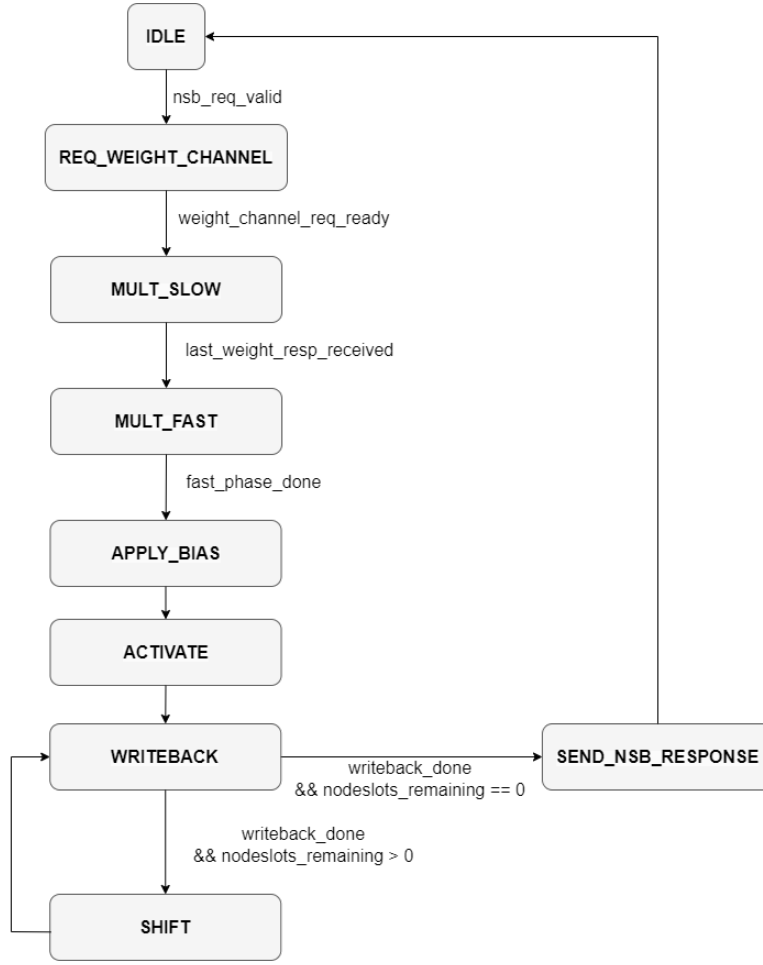 IDLE
nsb_req_valid
REQ_WEIGHT_CHANNEL
weight_channel_req_ready
MULT_SLOW
last_weight_resp_received
MULT_FAST
fast_phase_done
APPLY_BIAS
ACTIVATE
WRITEBACK
writeback_done
&& nodeslots_remaining == 0
SEND_NSB_RESPONSE
writeback_done
&& nodeslots_remaining > 0
SHIFT